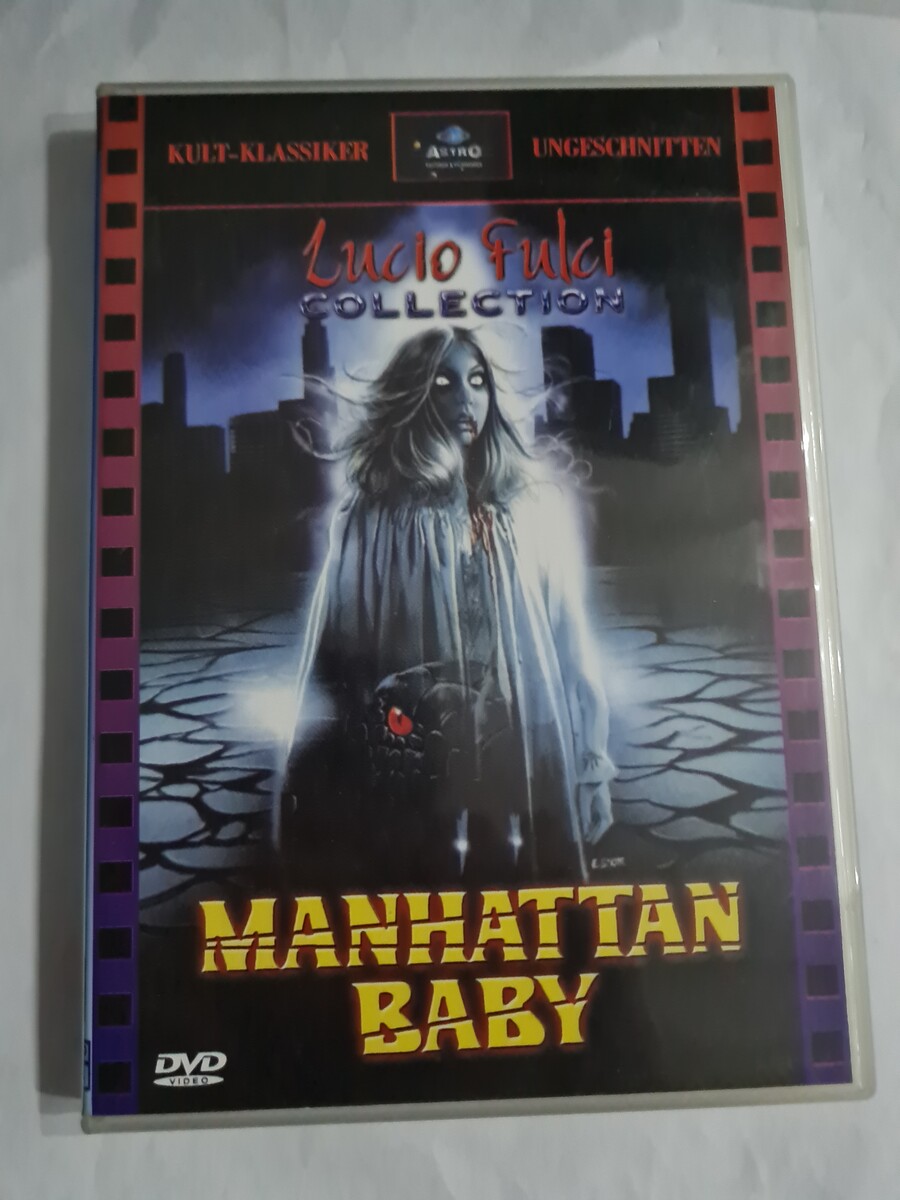 KULT-KLASSIKER
ASTRO
UNGESCHNITTEN
Lucio Fulci
COLLECTION
MANHATTAN
BABY
DVD
VIDEO